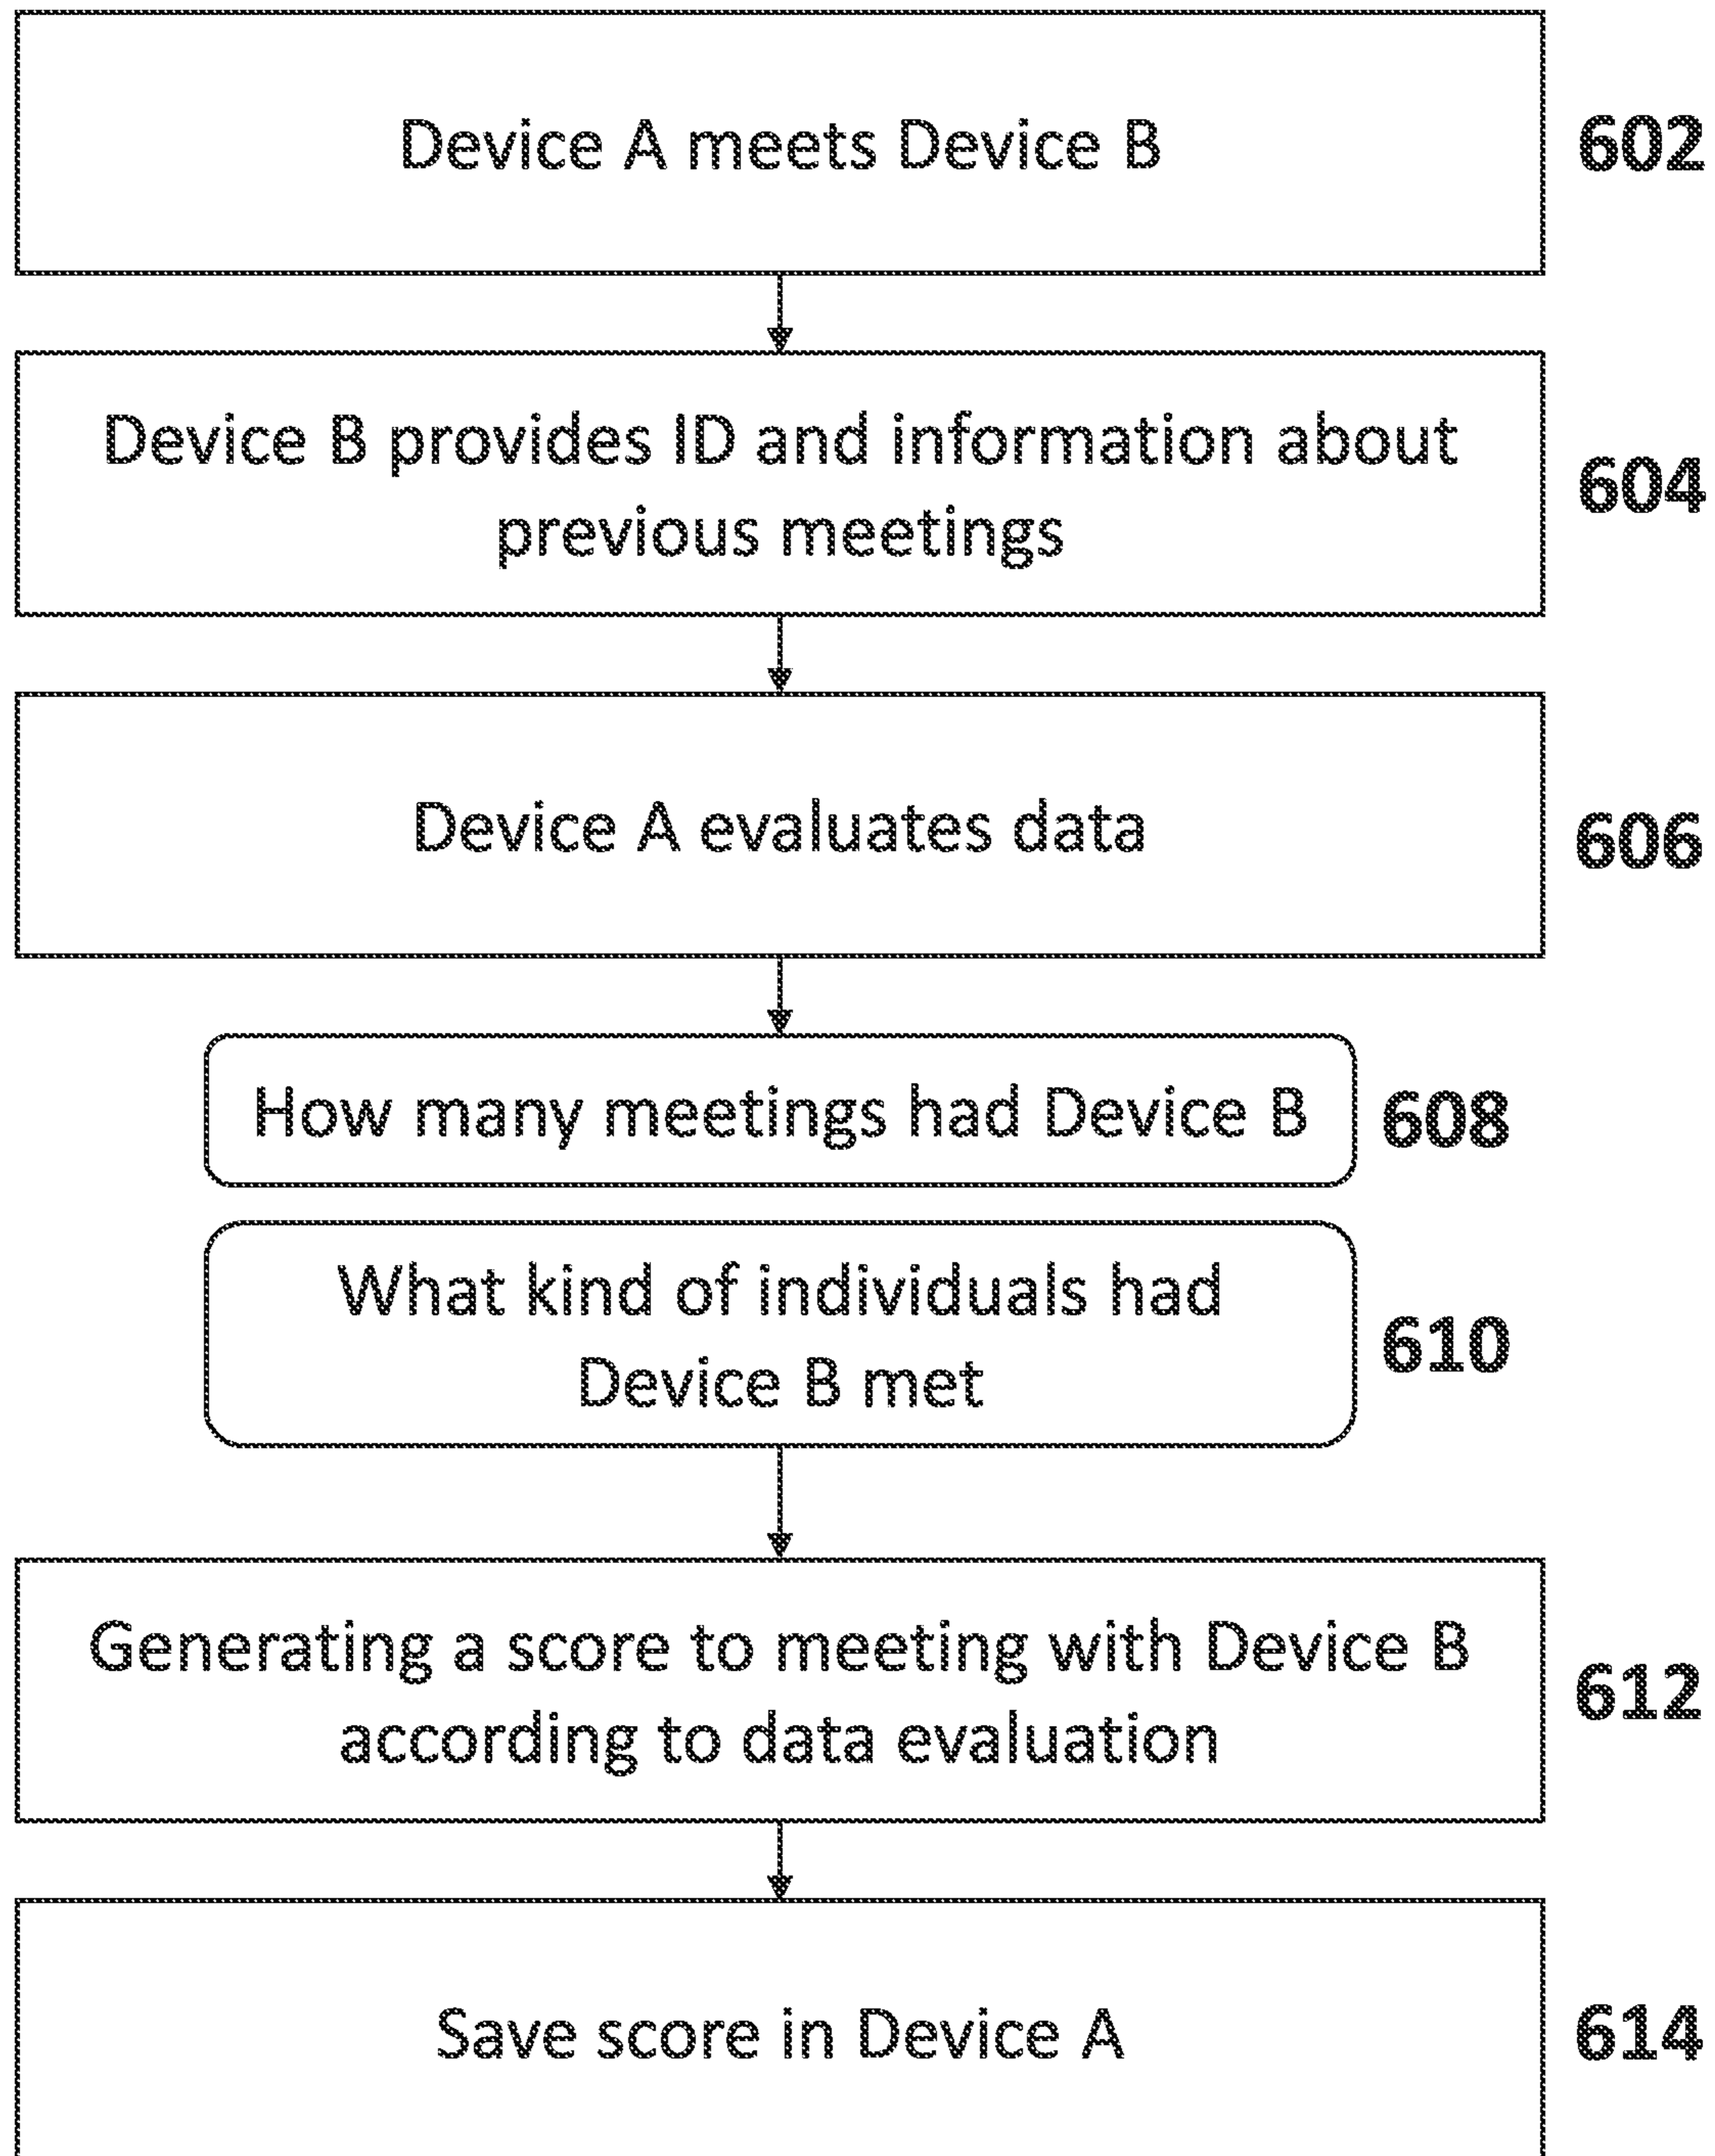 Device A meets Device B
602
Device B provides ID and information about
previous meetings
604
Device A evaluates data
606
How many meetings had Device B
608
What kind of individuals had
Device B met
610
Generating a score to meeting with Device B
according to data evaluation
612
Save score in Device A
614